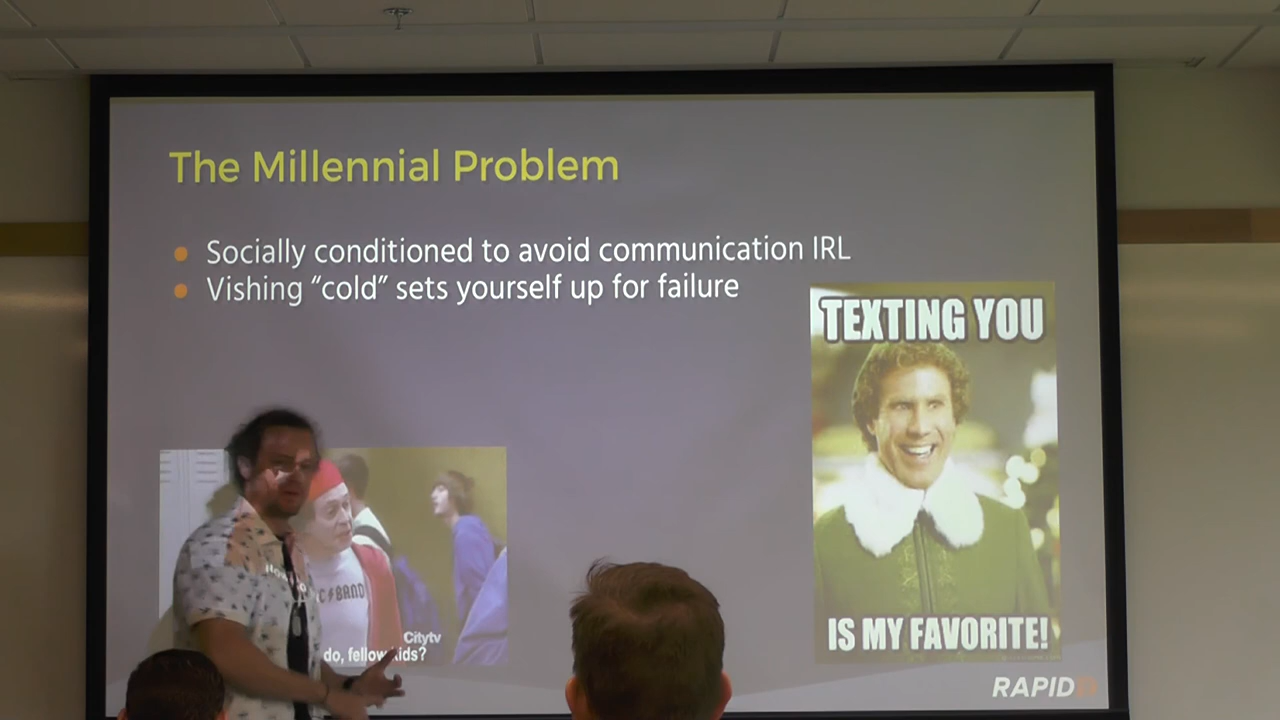 The Millennial Problem
Socially conditioned to avoid communication IRL
Vishing “cold” sets yourself up for failure
TEXTING YOU
IS MY FAVORITE!
BAND
Citytv
do, fellow kids?
RAPID